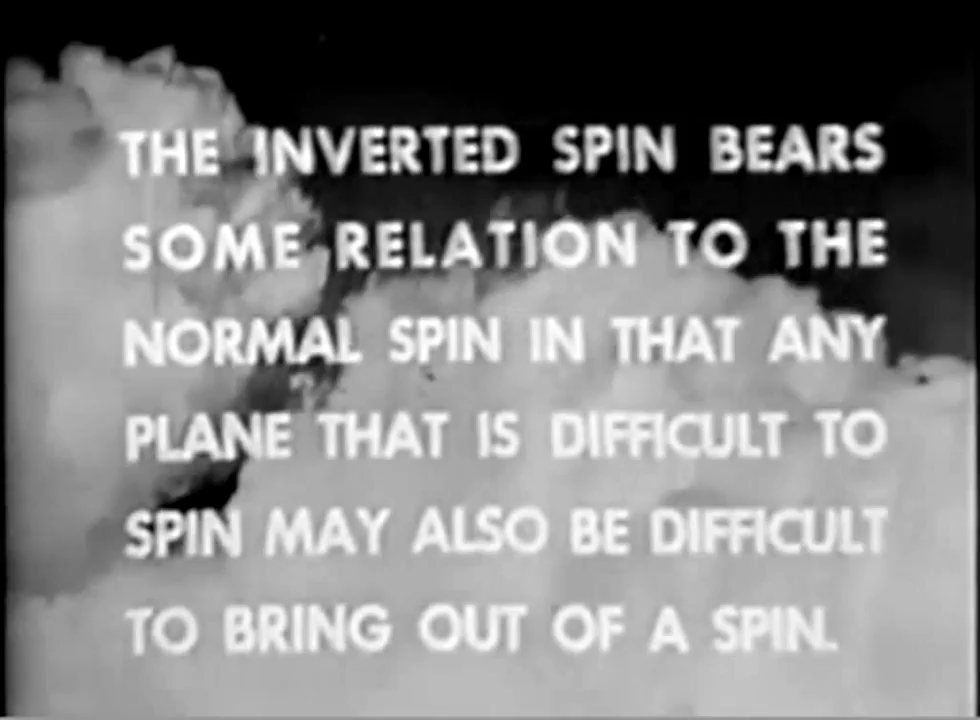 THE INVERTED SPIN BEARS
SOME RELATION TO THE
NORMAL SPIN IN THAT ANY
PLANE THAT IS DIFFICULT TO
SPIN MAY ALSO BE DIFFICULT
TO BRING OUT OF A SPIN.